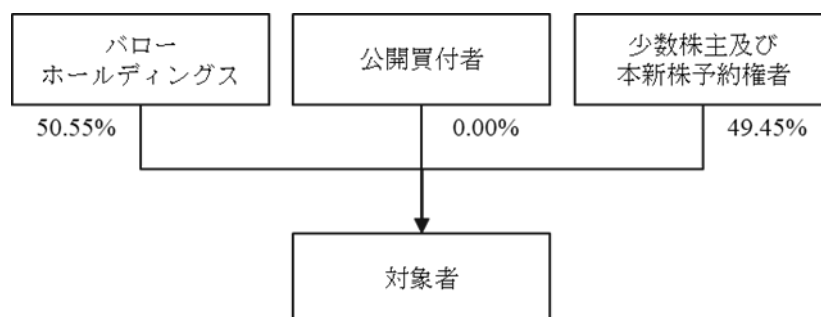 バロー
ホールディングス
公開買付者
少数株主及び
本新株予約権者
50.55%
0.00%
49.45%
対象者